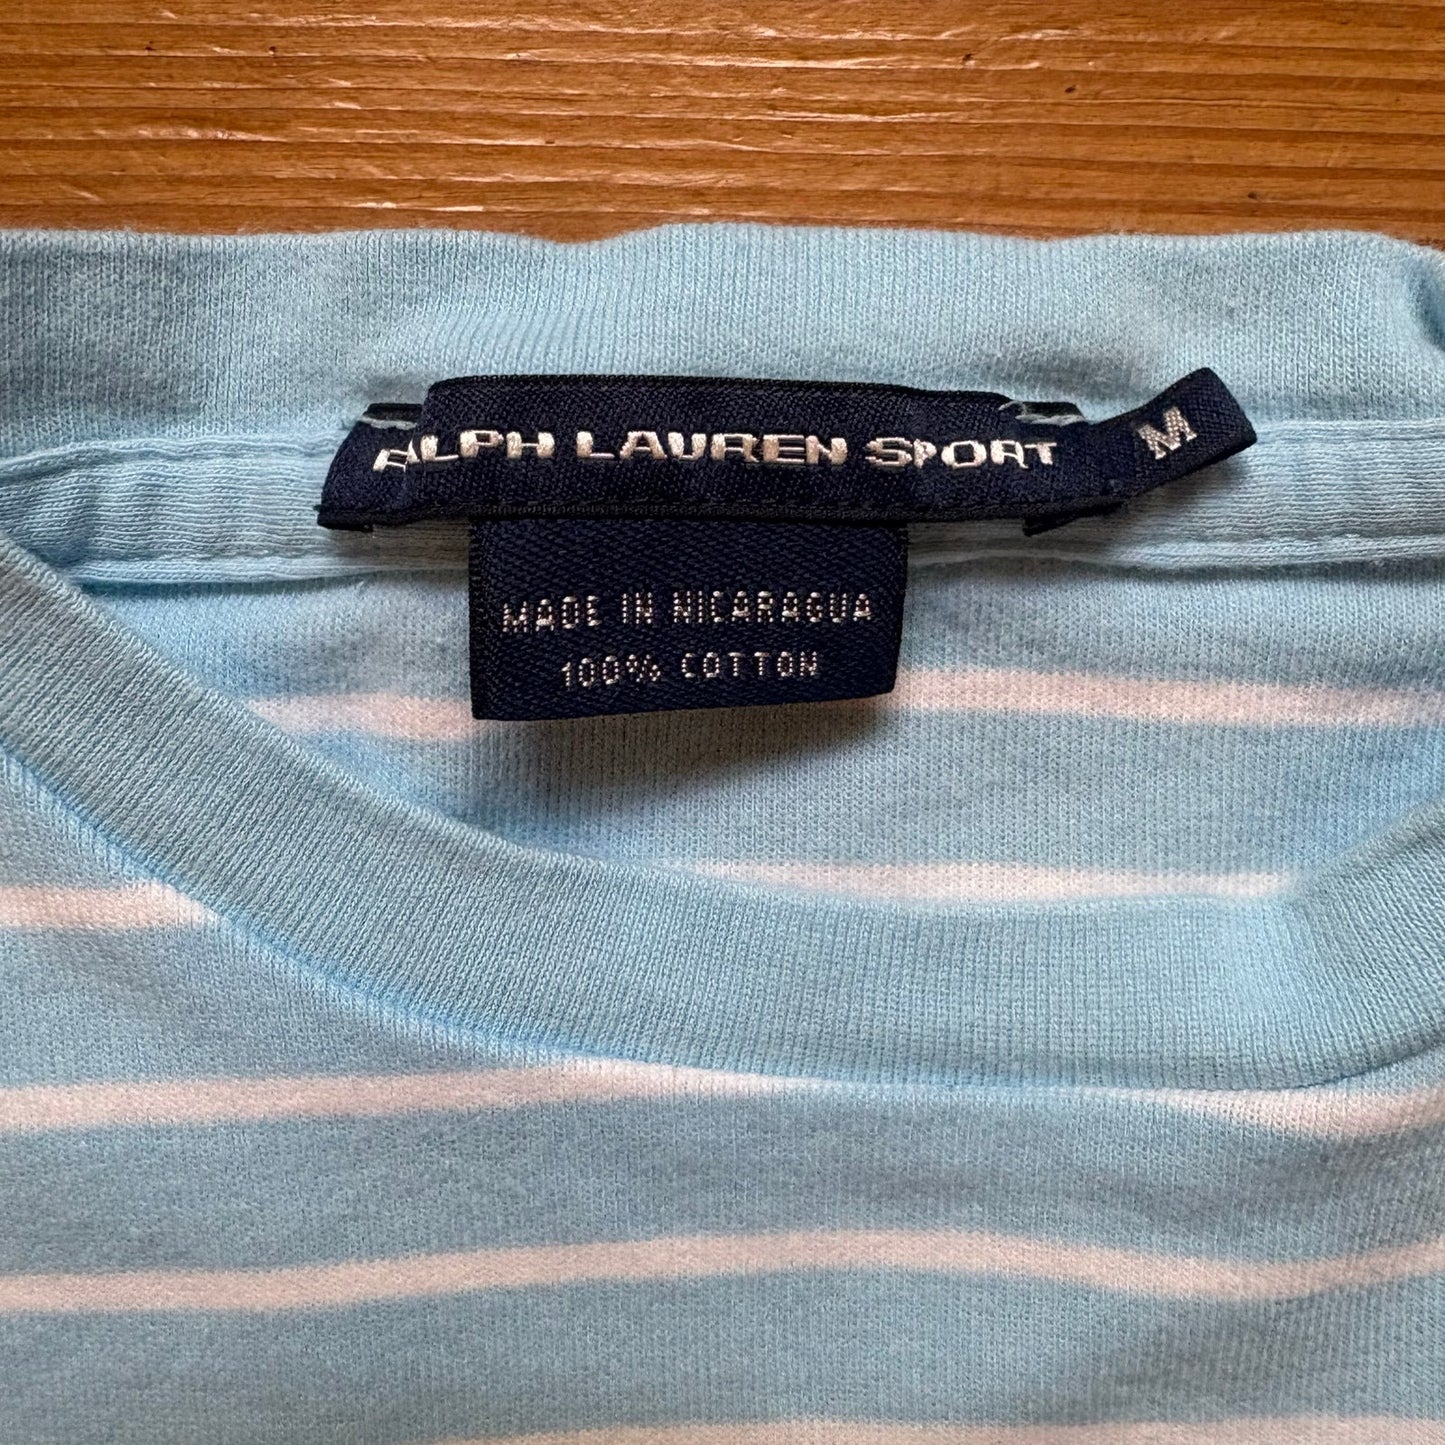 RALPH LAUREN SPORT
M
MADE IN NICARAGUA
100% COTTON